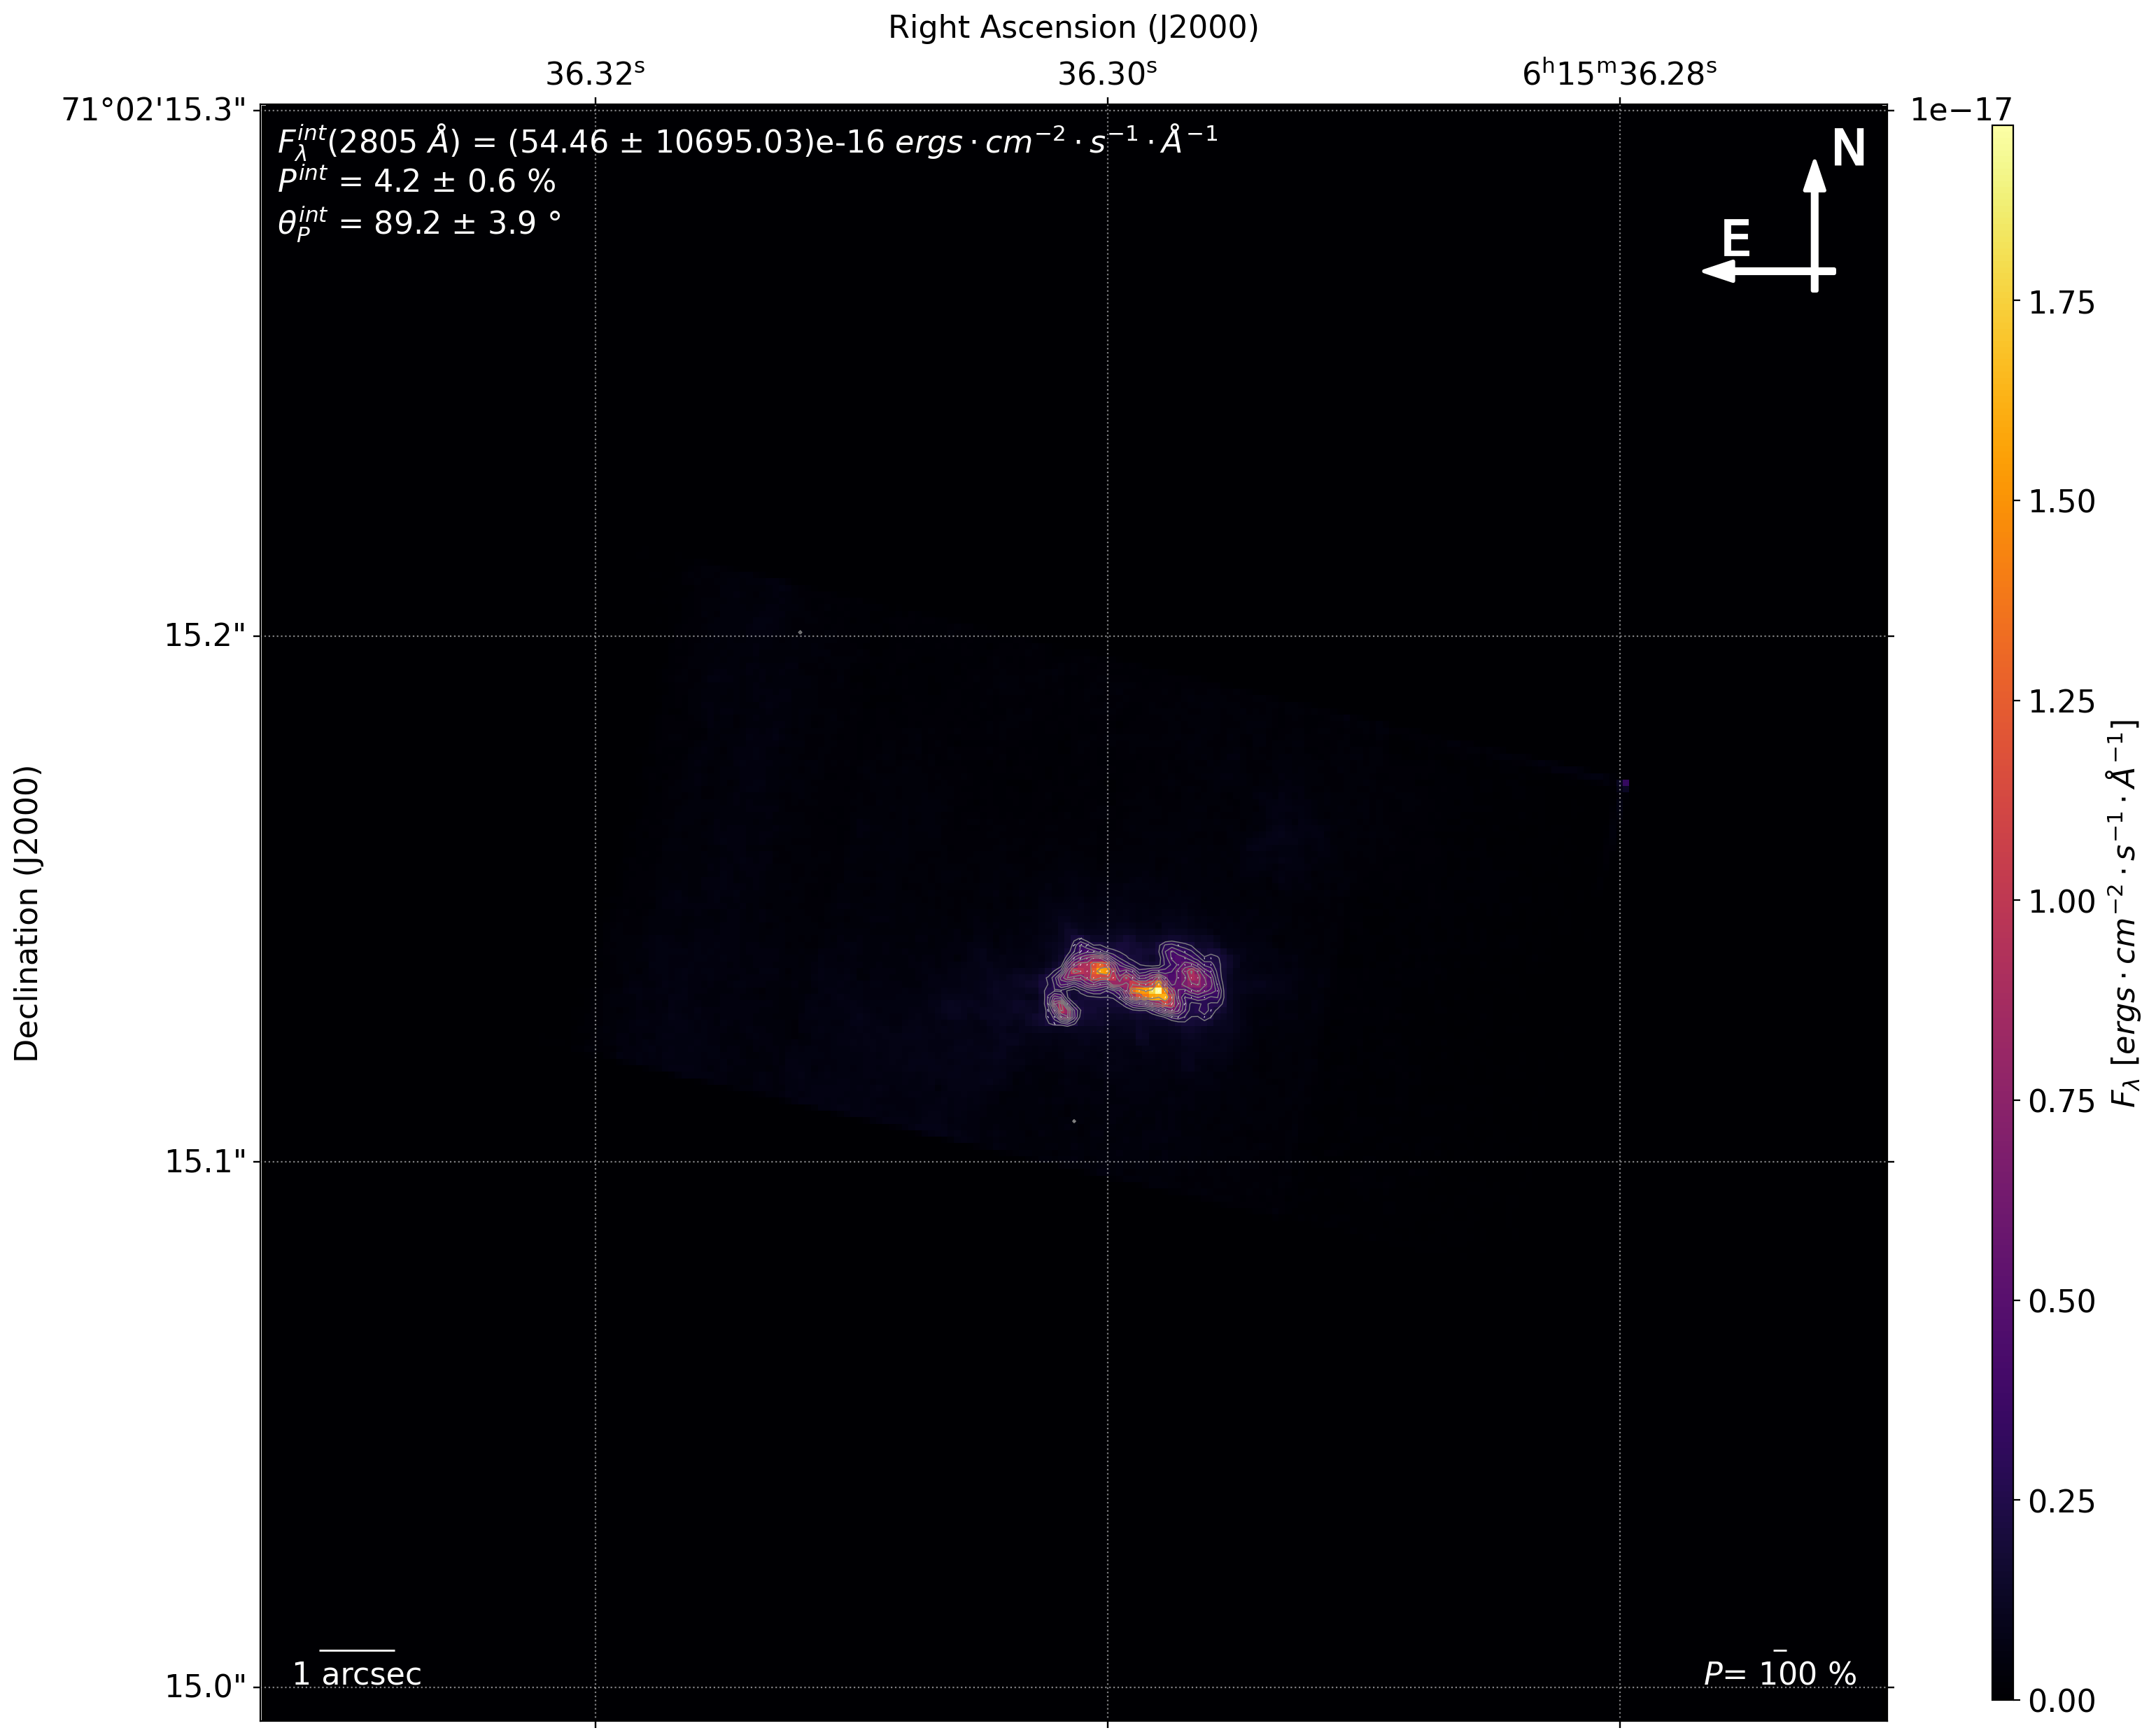 Right Ascension (J2000)
36.32ˢ 36.30ˢ 6ʰ15ᵐ36.28ˢ
71°02'15.3" 1e−17
F_λ^int(2805 Å) = (54.46 ± 10695.03)e-16 ergs·cm⁻²·s⁻¹·Å⁻¹
P^int = 4.2 ± 0.6 %
θ_P^int = 89.2 ± 3.9 °
N
E
1.75
1.50
1.25
1.00
0.75
0.50
0.25
0.00
F_λ [ergs·cm⁻²·s⁻¹·Å⁻¹]
15.2"
15.1"
15.0"
Declination (J2000)
1 arcsec
P= 100 %